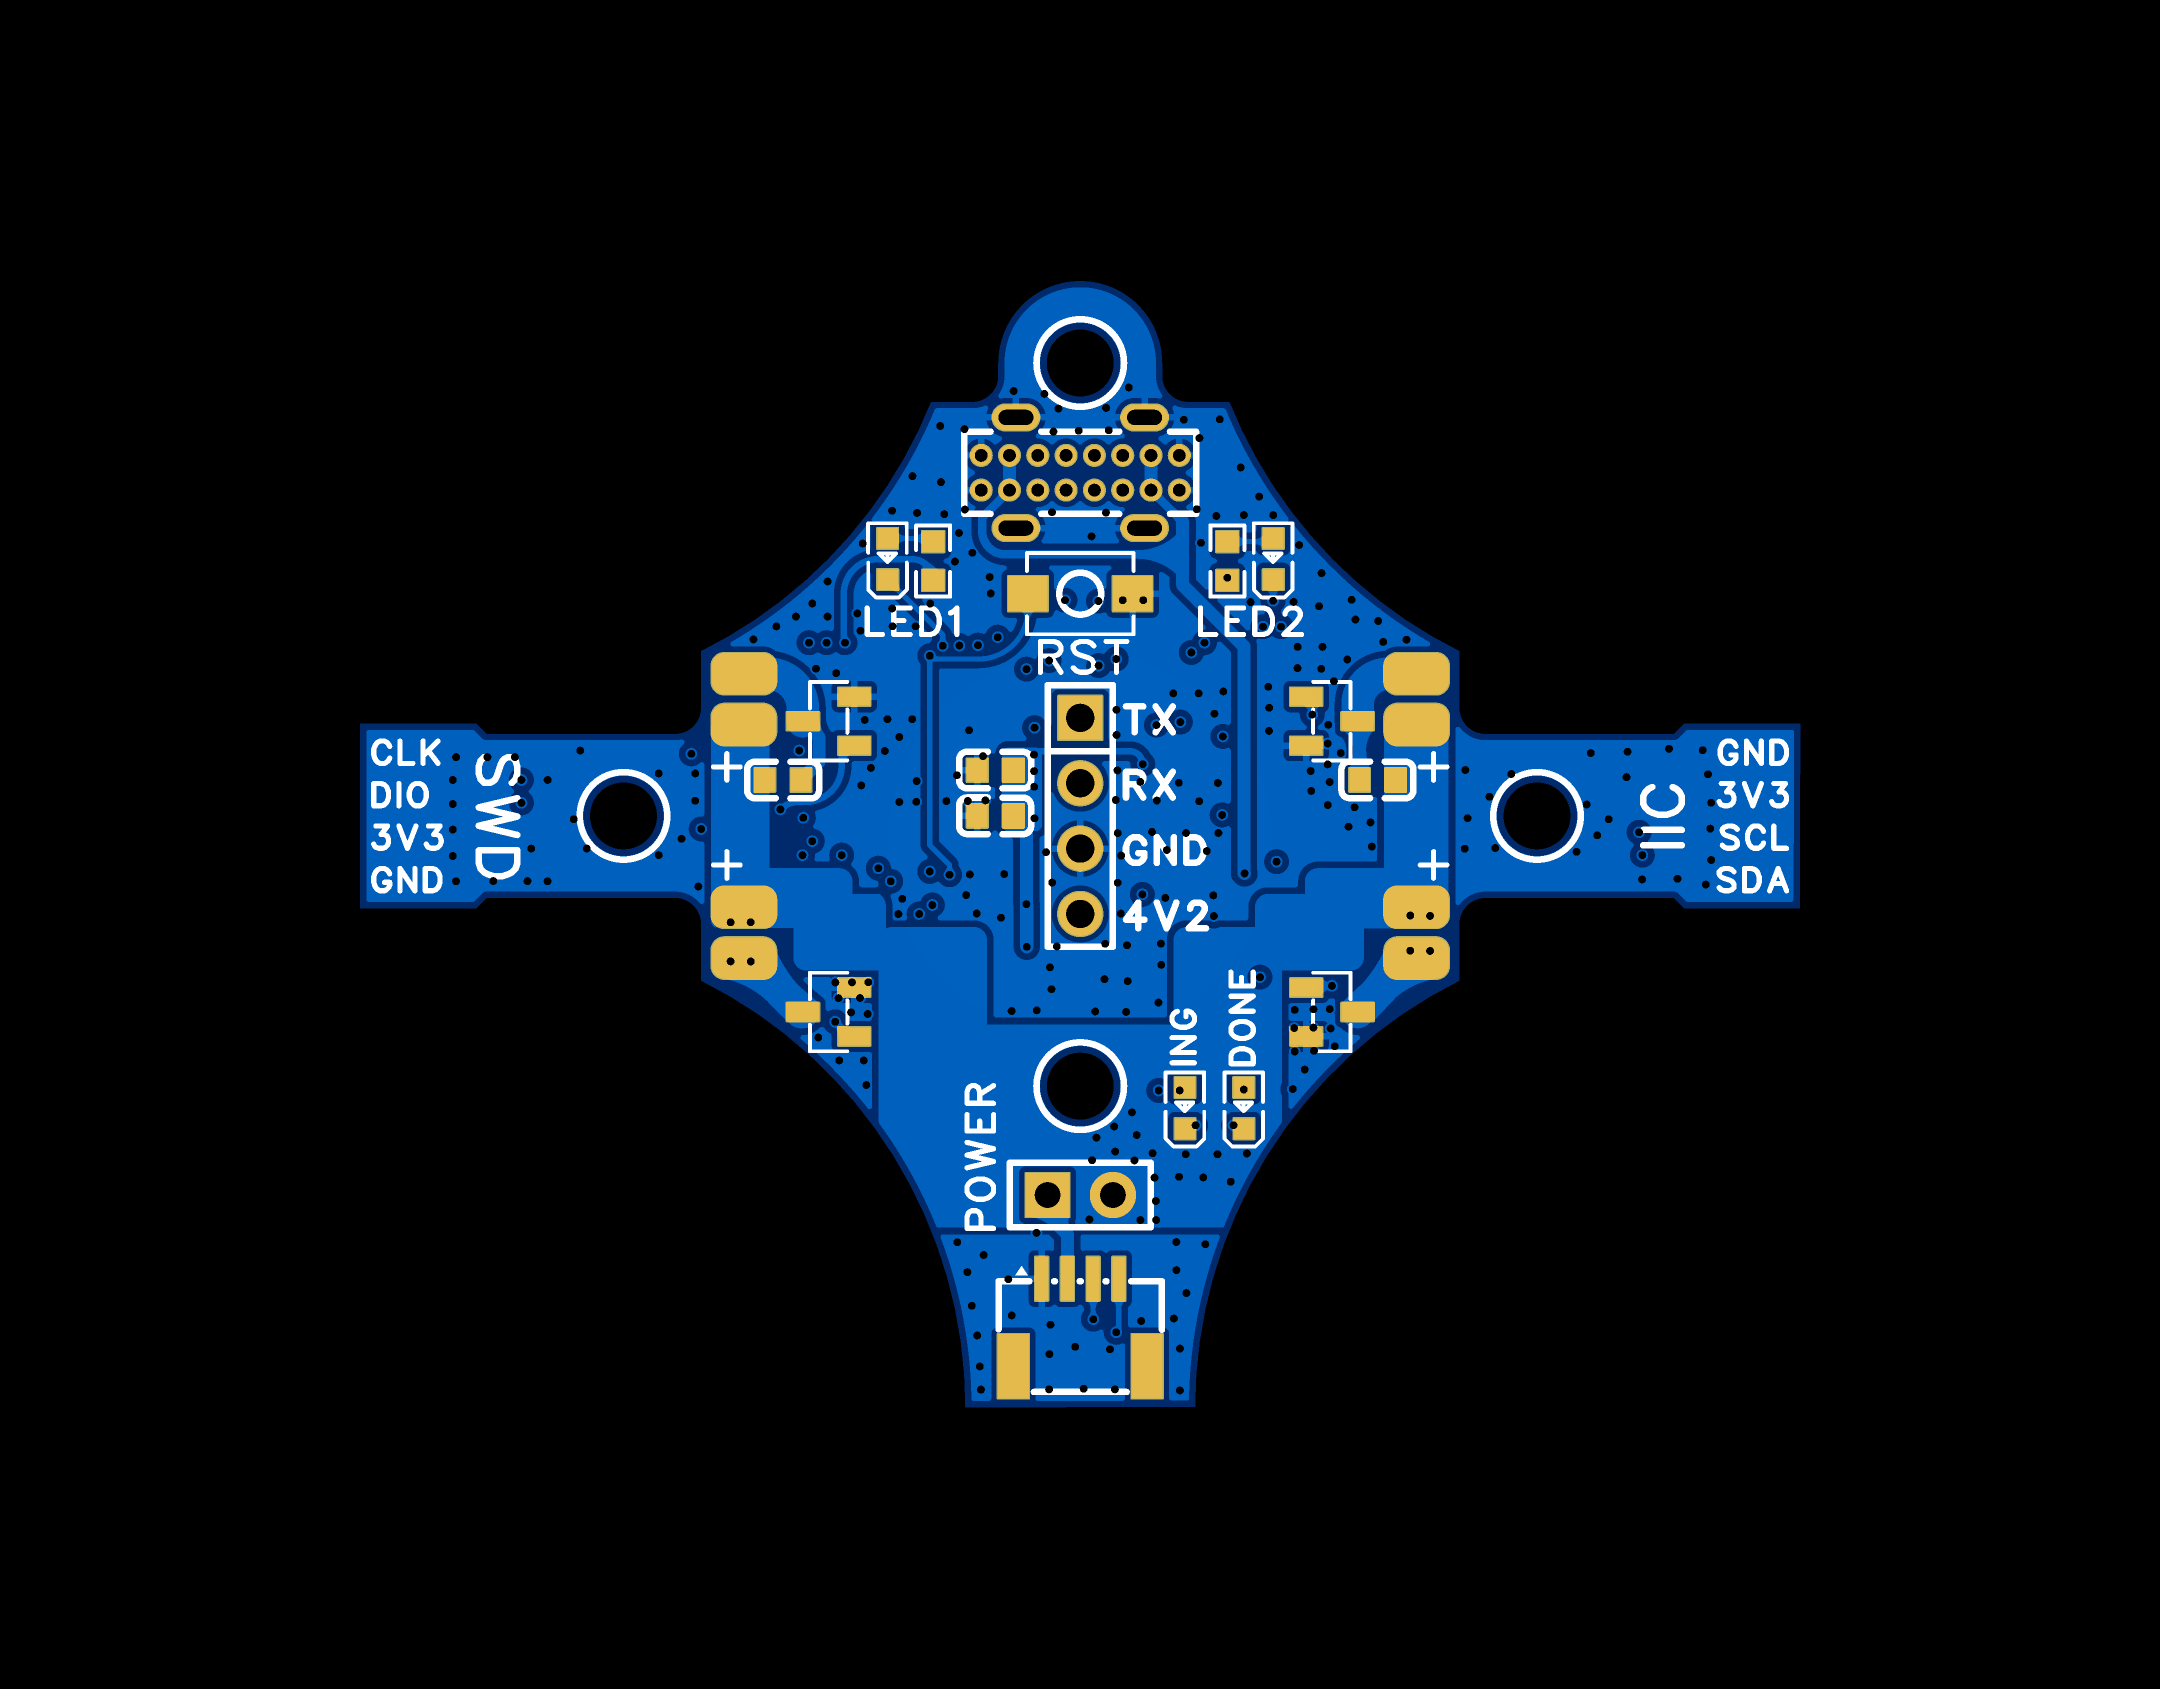 LED1
LED2
RST
TX
RX
GND
4V2
CLK
DIO
3V3
GND
SWD
IIC
GND
3V3
SCL
SDA
+
+
+
+
ING
DONE
POWER